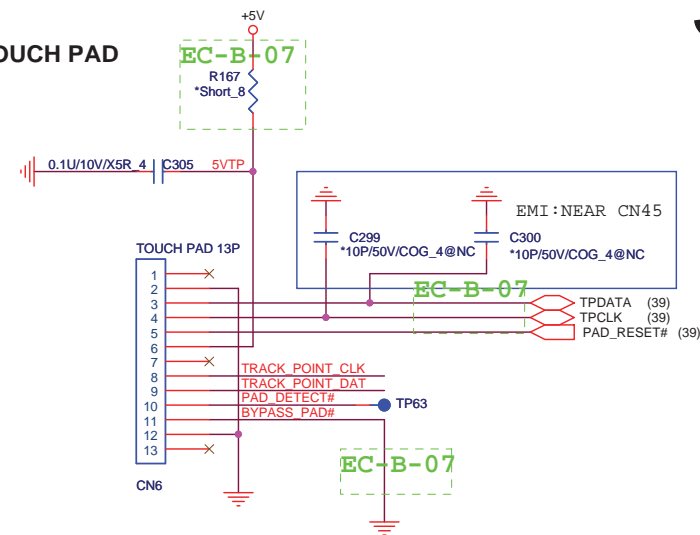 +5V
OUCH PAD
EC-B-07
R167
*Short_8
0.1U/10V/X5R_4 C305 5VTP
EMI:NEAR CN45
C299
*10P/50V/COG_4@NC
C300
*10P/50V/COG_4@NC
TOUCH PAD 13P
1
2
3
4
5
6
7
8
9
10
11
12
13
CN6
EC-B-07
TPDATA (39)
TPCLK (39)
PAD_RESET# (39)
TRACK_POINT_CLK
TRACK_POINT_DAT
PAD_DETECT#
BYPASS_PAD#
TP63
EC-B-07